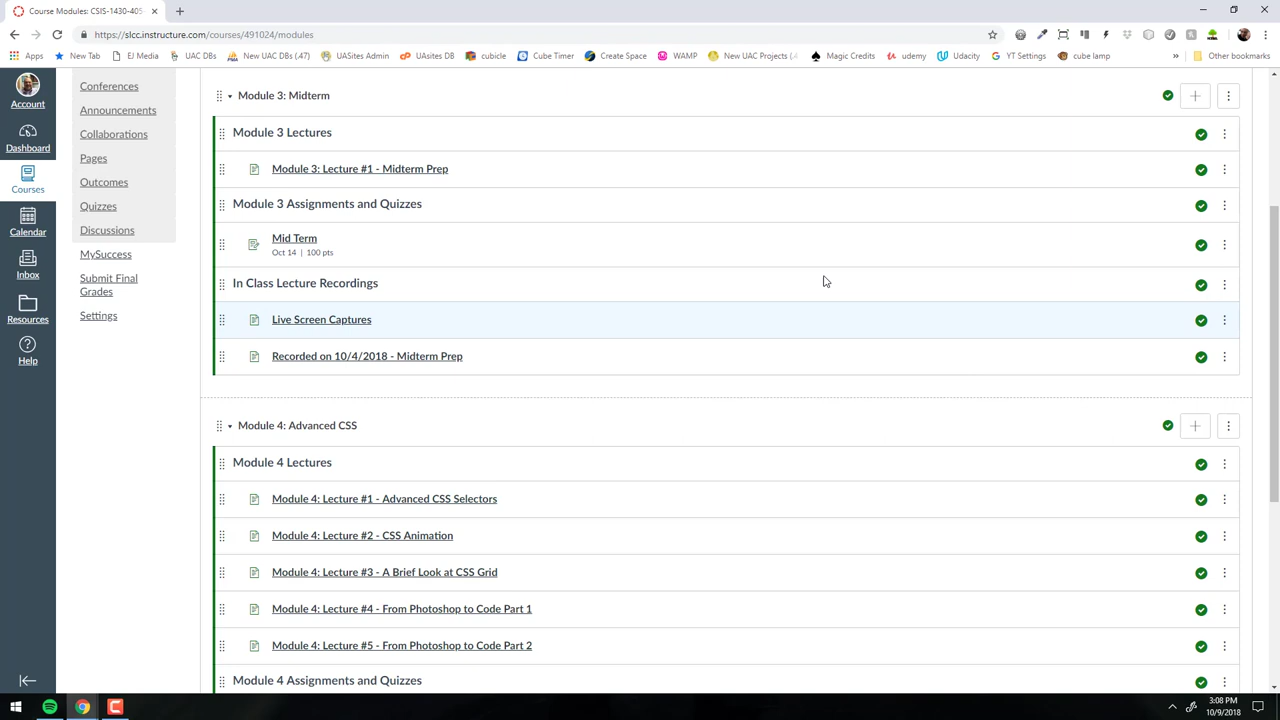 Course Modules: CSIS-1430-405
https://slcc.instructure.com/courses/491024/modules
Apps
New Tab
EJ Media
UAC DBs
New UAC DBs (.47)
UASites Admin
UAsites DB
cubicle
Cube Timer
Create Space
WAMP
New UAC Projects (.4
Magic Credits
udemy
Udacity
YT Settings
cube lamp
»
Other bookmarks
Account
Dashboard
Courses
Calendar
Inbox
Resources
Help
Conferences
Announcements
Collaborations
Pages
Outcomes
Quizzes
Discussions
MySuccess
Submit Final
Grades
Settings
Module 3: Midterm
Module 3 Lectures
Module 3: Lecture #1 - Midterm Prep
Module 3 Assignments and Quizzes
Mid Term
Oct 14 | 100 pts
In Class Lecture Recordings
Live Screen Captures
Recorded on 10/4/2018 - Midterm Prep
Module 4: Advanced CSS
Module 4 Lectures
Module 4: Lecture #1 - Advanced CSS Selectors
Module 4: Lecture #2 - CSS Animation
Module 4: Lecture #3 - A Brief Look at CSS Grid
Module 4: Lecture #4 - From Photoshop to Code Part 1
Module 4: Lecture #5 - From Photoshop to Code Part 2
Module 4 Assignments and Quizzes
3:08 PM
10/9/2018